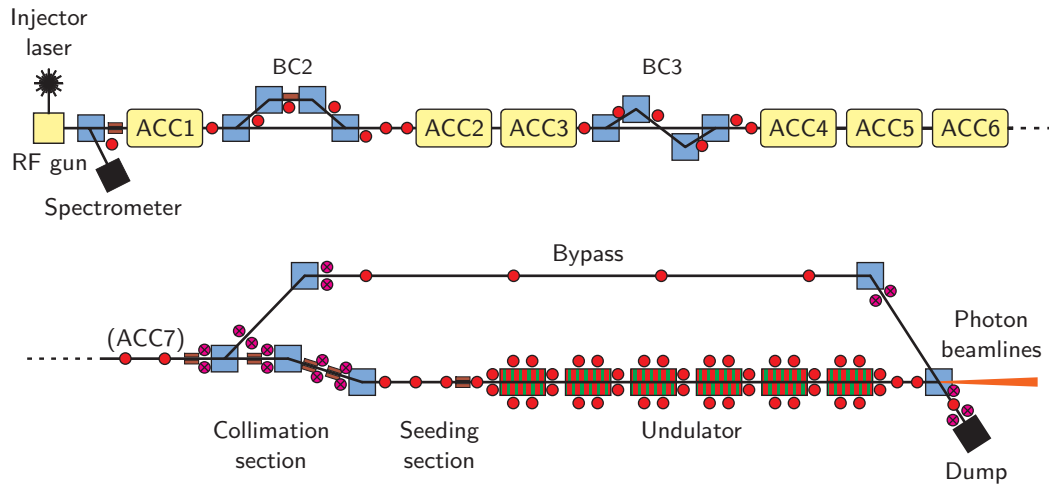 Injector
laser
BC2
BC3
ACC1
ACC2
ACC3
ACC4
ACC5
ACC6
RF gun
Spectrometer
Bypass
(ACC7)
Photon
beamlines
Collimation
section
Seeding
section
Undulator
Dump